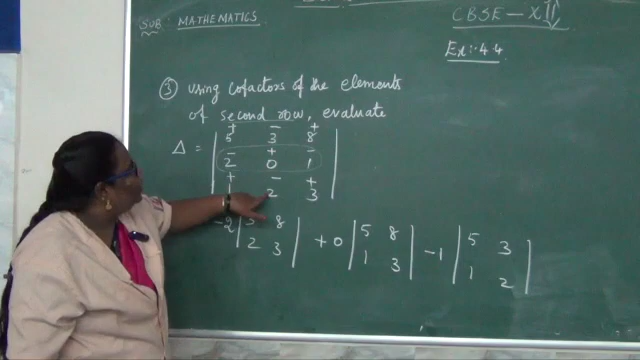 SUB: MATHEMATICS
CBSE - XII
Ex:- 4.4
③ Using cofactors of the elements
of second row, evaluate
+ - +
5 3 8
- + -
Δ = 2 0 1
+ - +
2 3
-2 | 3 8 | + 0 | 5 8 | -1 | 5 3 |
2 3 1 3 1 2